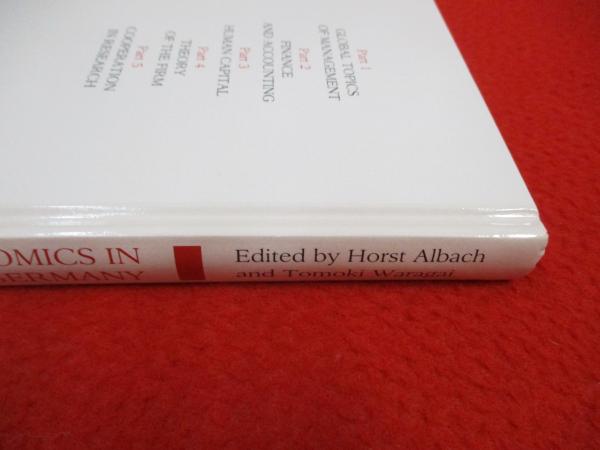 Part 1
GLOBAL TOPICS
OF MANAGEMENT
Part 2
FINANCE
AND ACCOUNTING
Part 3
HUMAN CAPITAL
Part 4
THEORY
OF THE FIRM
Part 5
COOPERATION
IN RESEARCH
OMICS IN
GERMANY
Edited by Horst Albach
and Tomoki Waragai